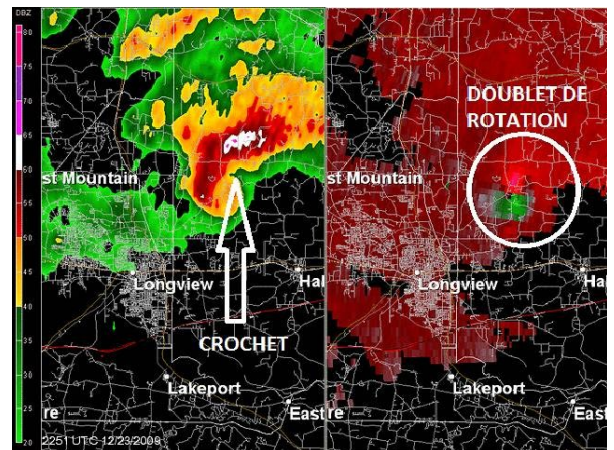 DBZ
80
75
70
65
60
55
50
45
40
35
30
25
20
st Mountain
Longview
Ha
CROCHET
Lakeport
re
East
2251 UTC 12/23/2009
DOUBLET DE
ROTATION
st Mountain
Longview
Hal
Lakeport
re
East